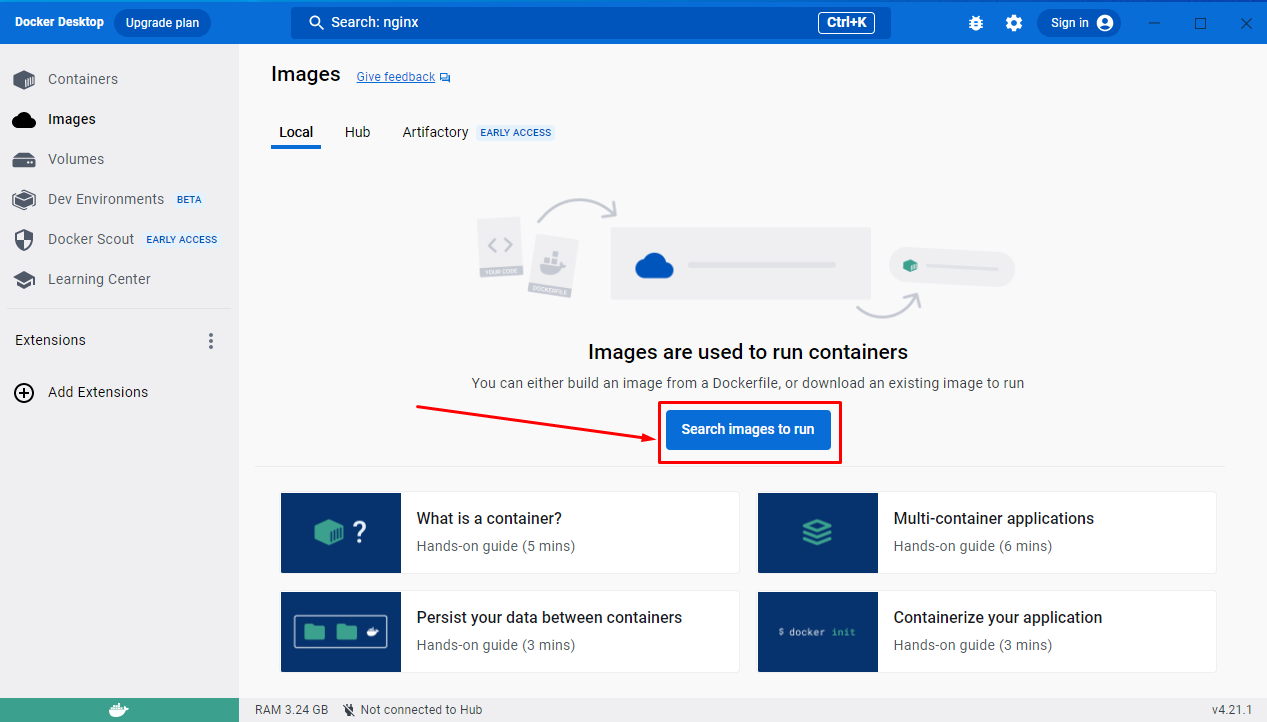 Docker Desktop Upgrade plan Search: nginx Ctrl+K Sign in
Containers
Images
Volumes
Dev Environments BETA
Docker Scout EARLY ACCESS
Learning Center
Extensions
Add Extensions
Images Give feedback
Local Hub Artifactory EARLY ACCESS
YOUR CODE
DOCKERFILE
Images are used to run containers
You can either build an image from a Dockerfile, or download an existing image to run
Search images to run
?
What is a container?
Hands-on guide (5 mins)
Multi-container applications
Hands-on guide (6 mins)
Persist your data between containers
Hands-on guide (3 mins)
$ docker init
Containerize your application
Hands-on guide (3 mins)
RAM 3.24 GB Not connected to Hub v4.21.1